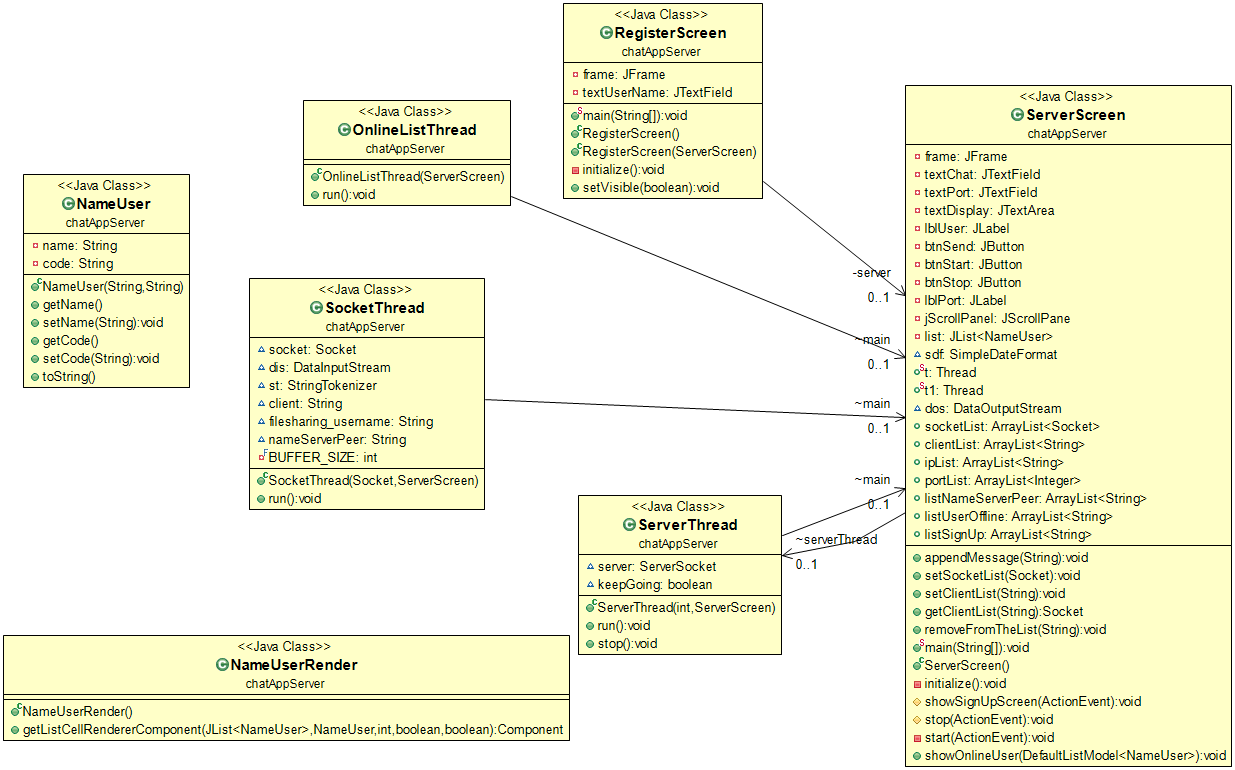 <<Java Class>>
RegisterScreen
chatAppServer
frame: JFrame
textUserName: JTextField
main(String[]):void
RegisterScreen()
RegisterScreen(ServerScreen)
initialize():void
setVisible(boolean):void
<<Java Class>>
OnlineListThread
chatAppServer
OnlineListThread(ServerScreen)
run():void
<<Java Class>>
NameUser
chatAppServer
name: String
code: String
NameUser(String,String)
getName()
setName(String):void
getCode()
setCode(String):void
toString()
<<Java Class>>
SocketThread
chatAppServer
socket: Socket
dis: DataInputStream
st: StringTokenizer
client: String
filesharing_username: String
nameServerPeer: String
BUFFER_SIZE: int
SocketThread(Socket,ServerScreen)
run():void
<<Java Class>>
ServerThread
chatAppServer
server: ServerSocket
keepGoing: boolean
ServerThread(int,ServerScreen)
run():void
stop():void
<<Java Class>>
NameUserRender
chatAppServer
NameUserRender()
getListCellRendererComponent(JList<NameUser>,NameUser,int,boolean,boolean):Component
-server
0..1
~main
0..1
~main
0..1
~main
0..1
~serverThread
0..1
<<Java Class>>
ServerScreen
chatAppServer
frame: JFrame
textChat: JTextField
textPort: JTextField
textDisplay: JTextArea
lblUser: JLabel
btnSend: JButton
btnStart: JButton
btnStop: JButton
lblPort: JLabel
jScrollPanel: JScrollPane
list: JList<NameUser>
sdf: SimpleDateFormat
t: Thread
t1: Thread
dos: DataOutputStream
socketList: ArrayList<Socket>
clientList: ArrayList<String>
ipList: ArrayList<String>
portList: ArrayList<Integer>
listNameServerPeer: ArrayList<String>
listUserOffline: ArrayList<String>
listSignUp: ArrayList<String>
appendMessage(String):void
setSocketList(Socket):void
setClientList(String):void
getClientList(String):Socket
removeFromTheList(String):void
main(String[]):void
ServerScreen()
initialize():void
showSignUpScreen(ActionEvent):void
stop(ActionEvent):void
start(ActionEvent):void
showOnlineUser(DefaultListModel<NameUser>):void